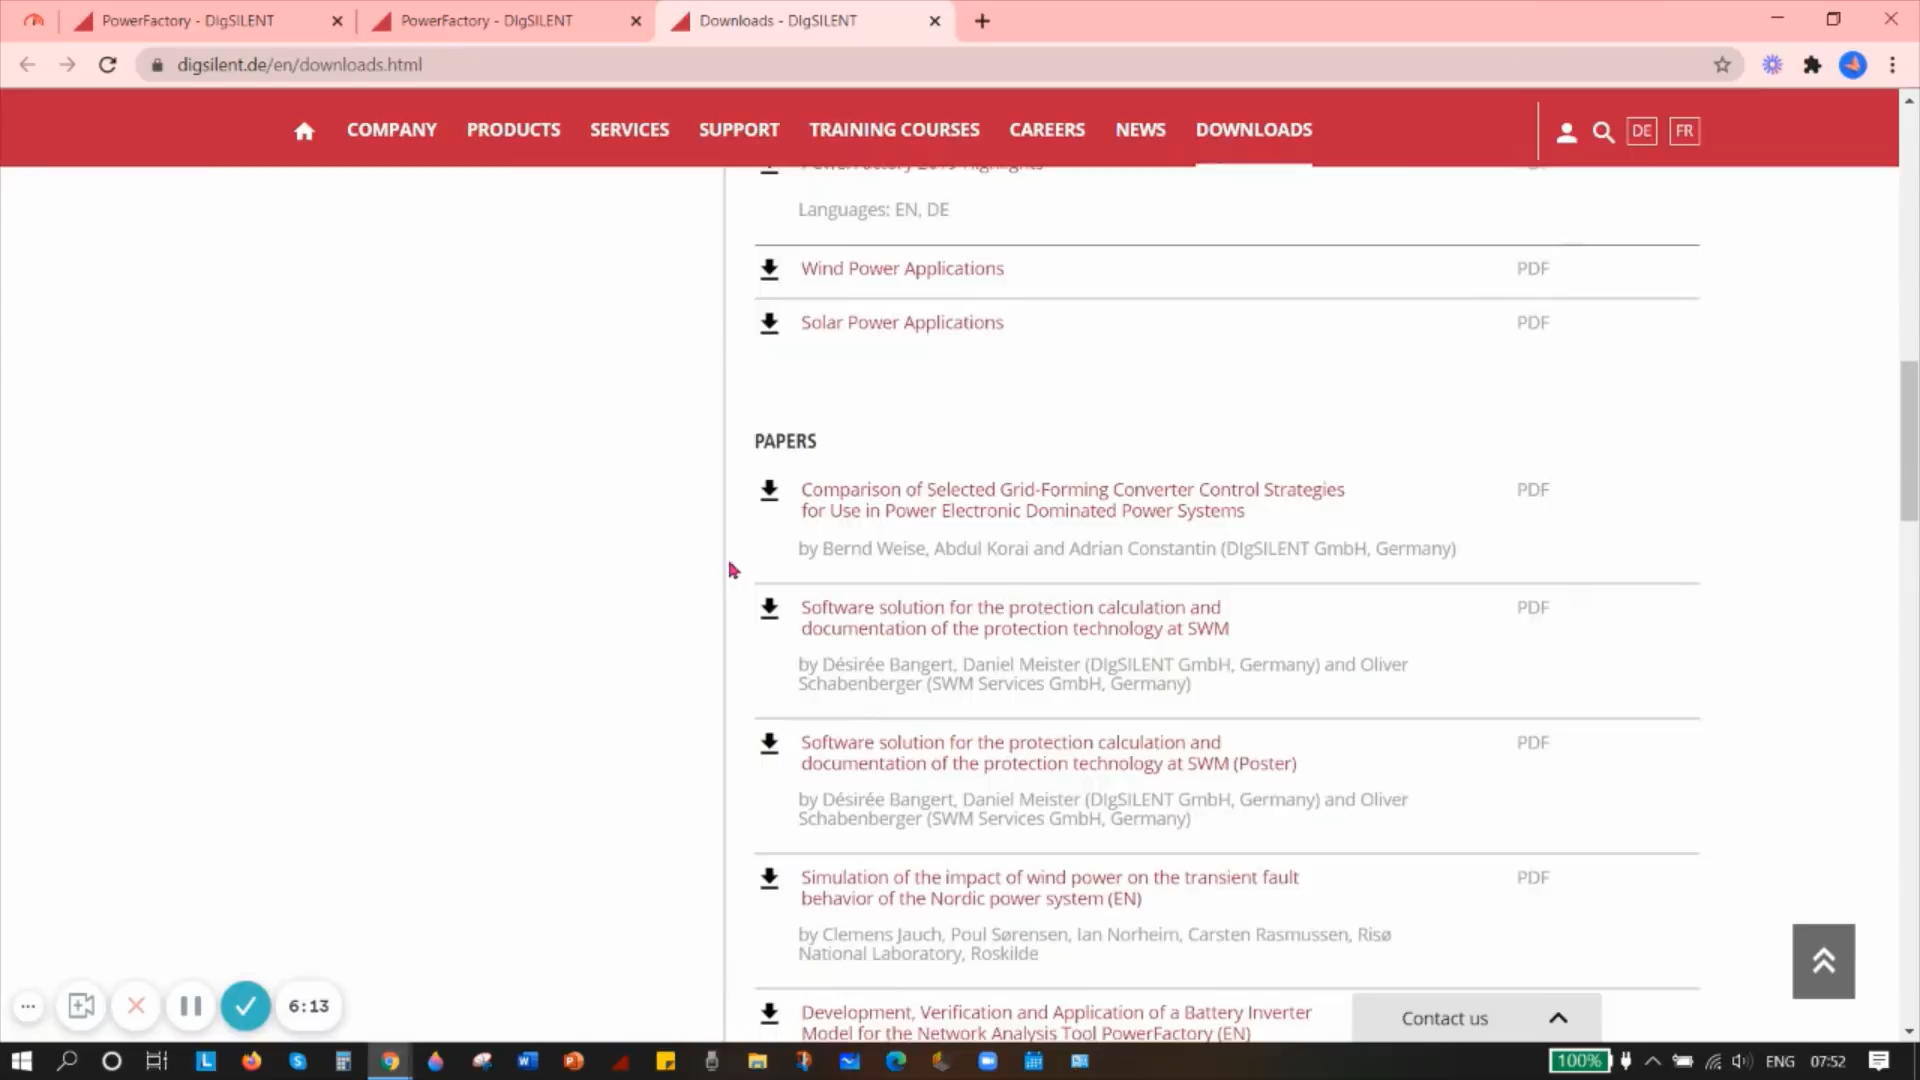 PowerFactory - DIgSILENT
PowerFactory - DIgSILENT
Downloads - DIgSILENT
digsilent.de/en/downloads.html
COMPANY
PRODUCTS
SERVICES
SUPPORT
TRAINING COURSES
CAREERS
NEWS
DOWNLOADS
DE
FR
PowerFactory 2019 Highlights
Languages: EN, DE
Wind Power Applications
PDF
Solar Power Applications
PDF
PAPERS
Comparison of Selected Grid-Forming Converter Control Strategies
for Use in Power Electronic Dominated Power Systems
PDF
by Bernd Weise, Abdul Korai and Adrian Constantin (DIgSILENT GmbH, Germany)
Software solution for the protection calculation and
documentation of the protection technology at SWM
PDF
by Désirée Bangert, Daniel Meister (DIgSILENT GmbH, Germany) and Oliver
Schabenberger (SWM Services GmbH, Germany)
Software solution for the protection calculation and
documentation of the protection technology at SWM (Poster)
PDF
by Désirée Bangert, Daniel Meister (DIgSILENT GmbH, Germany) and Oliver
Schabenberger (SWM Services GmbH, Germany)
Simulation of the impact of wind power on the transient fault
behavior of the Nordic power system (EN)
PDF
by Clemens Jauch, Poul Sørensen, Ian Norheim, Carsten Rasmussen, Risø
National Laboratory, Roskilde
Development, Verification and Application of a Battery Inverter
Model for the Network Analysis Tool PowerFactory (EN)
Contact us
6:13
100%
ENG
07:52